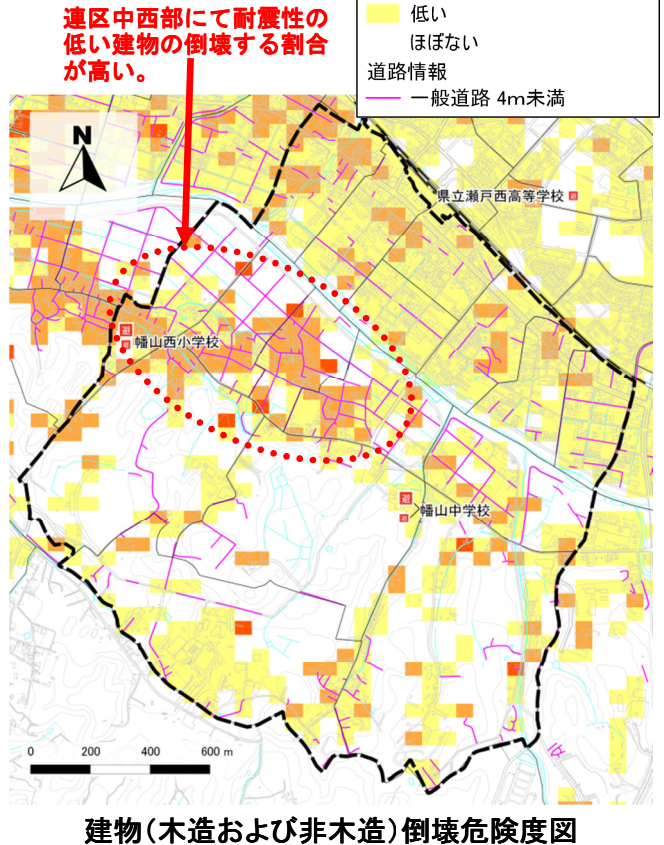 連区中西部にて耐震性の
低い建物の倒壊する割合
が高い。
低い
ほぼない
道路情報
一般道路 4m未満
N
県立瀬戸西高等学校
避
幡山西小学校
避
幡山中学校
0 200 400 600 m
建物(木造および非木造)倒壊危険度図